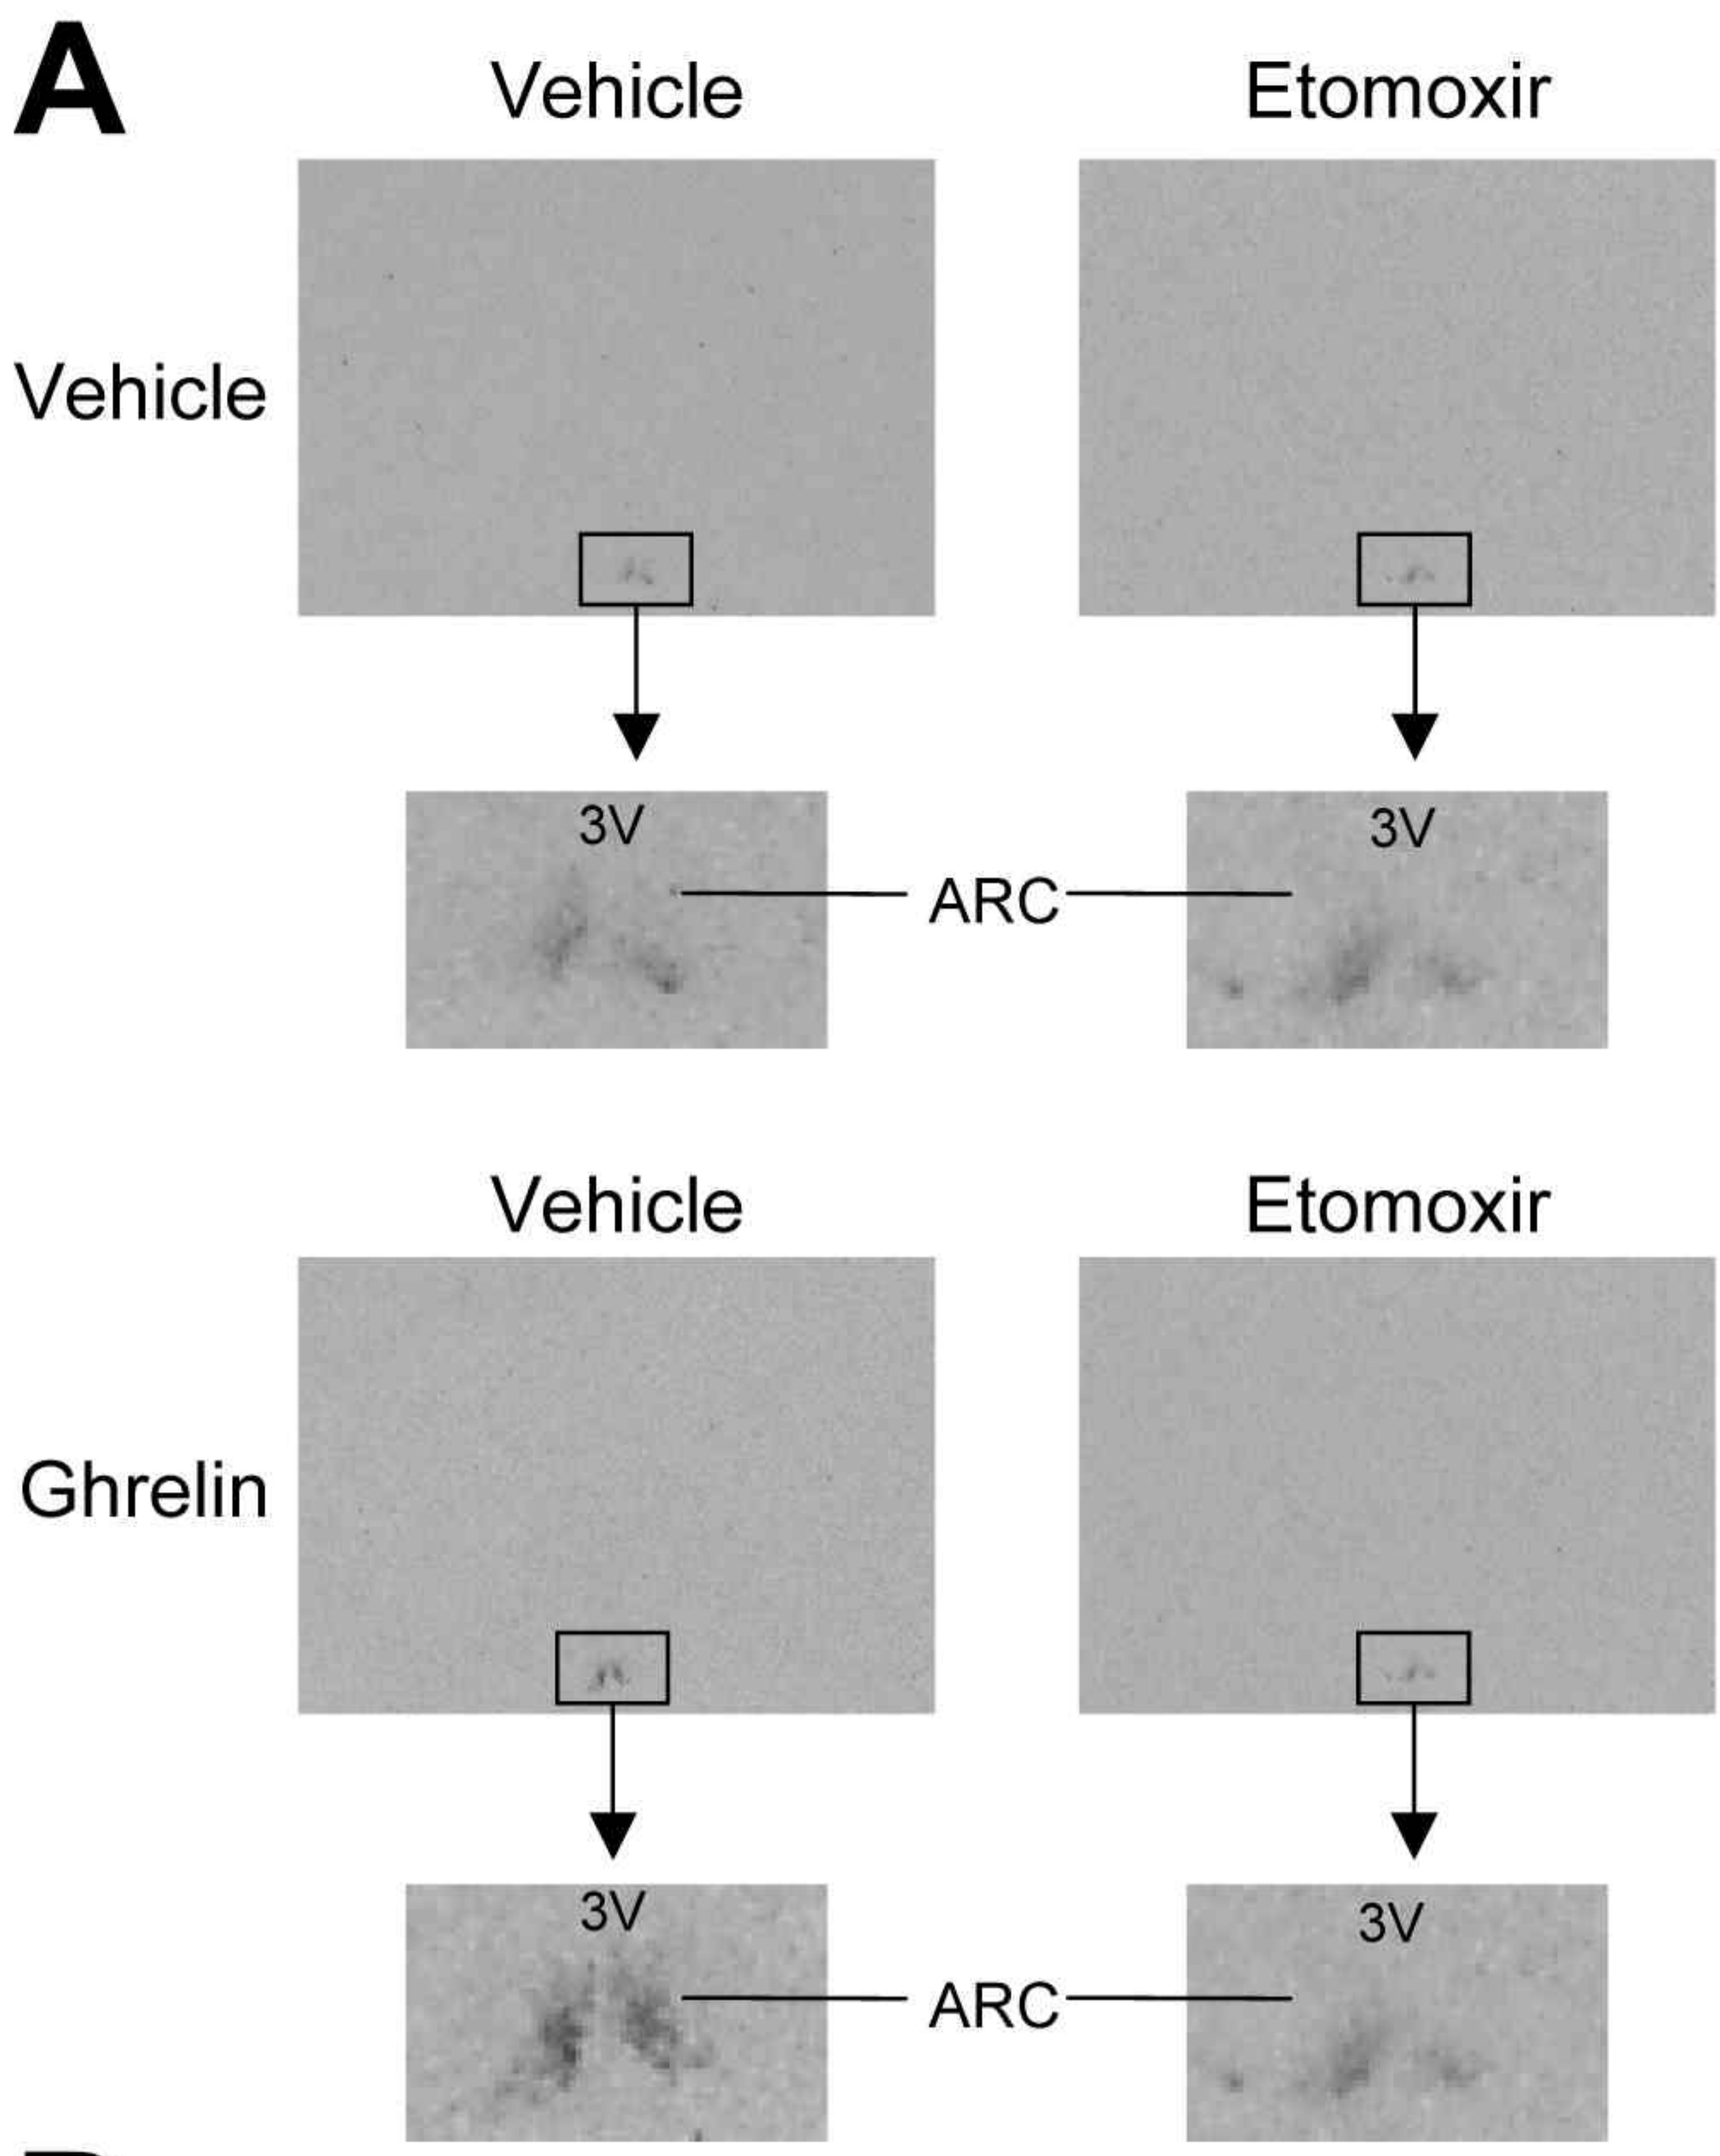 A
Vehicle Etomoxir
Vehicle
3V 3V
ARC
Vehicle Etomoxir
Ghrelin
3V 3V
ARC